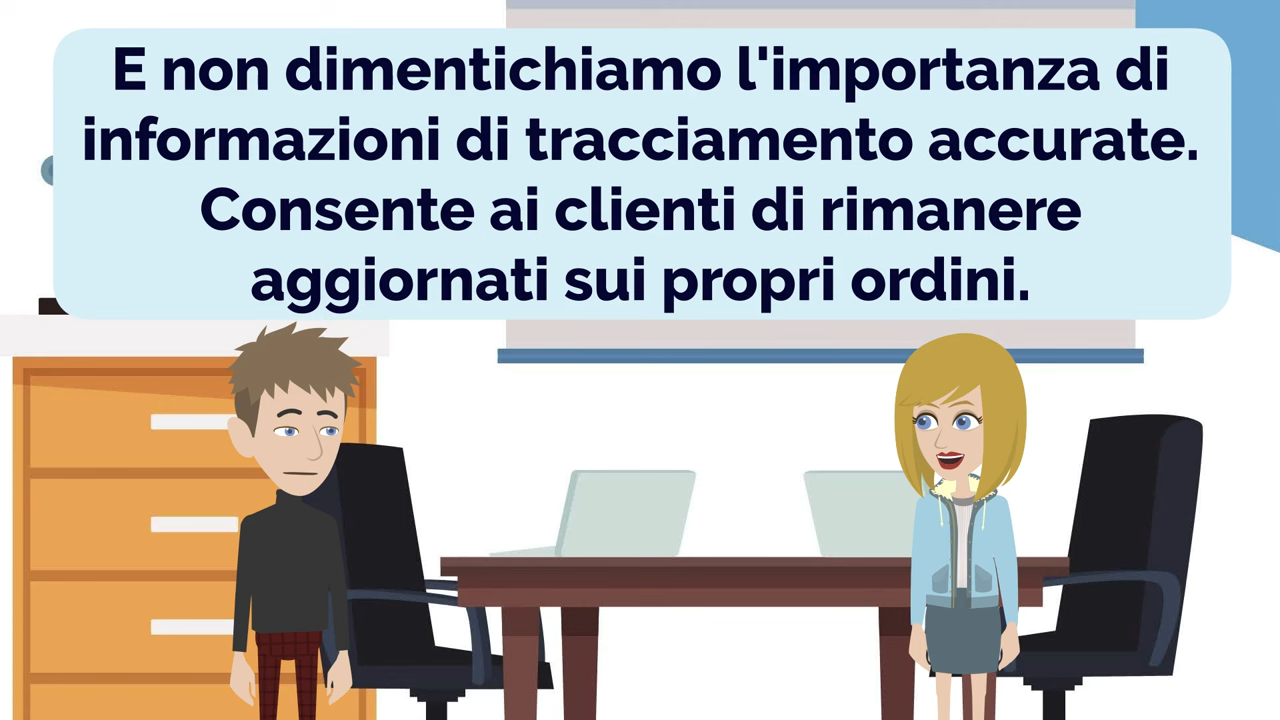 E non dimentichiamo l'importanza di
informazioni di tracciamento accurate.
Consente ai clienti di rimanere
aggiornati sui propri ordini.